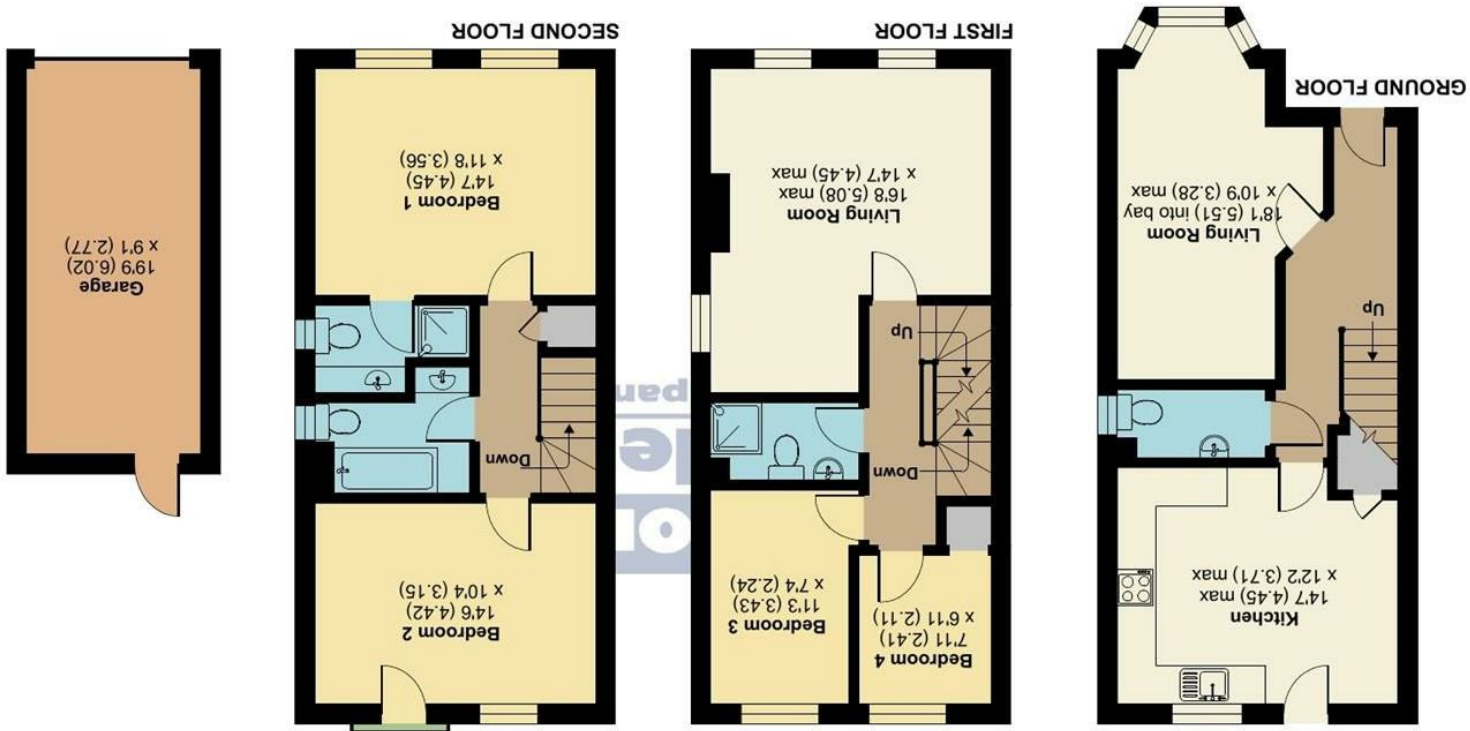 Kitchen
14'7 (4.45) max
x 12'2 (3.71) max
Up
Living Room
18'1 (5.51) into bay
x 10'9 (3.28) max
GROUND FLOOR
Bedroom 4
7'11 (2.41)
x 6'11 (2.11)
Bedroom 3
11'3 (3.43)
x 7'4 (2.24)
Down
Up
Living Room
16'8 (5.08) max
x 14'7 (4.45) max
FIRST FLOOR
Bedroom 2
14'6 (4.42)
x 10'4 (3.15)
Down
Bedroom 1
14'7 (4.45)
x 11'8 (3.56)
SECOND FLOOR
Garage
19'9 (6.02)
x 9'1 (2.77)